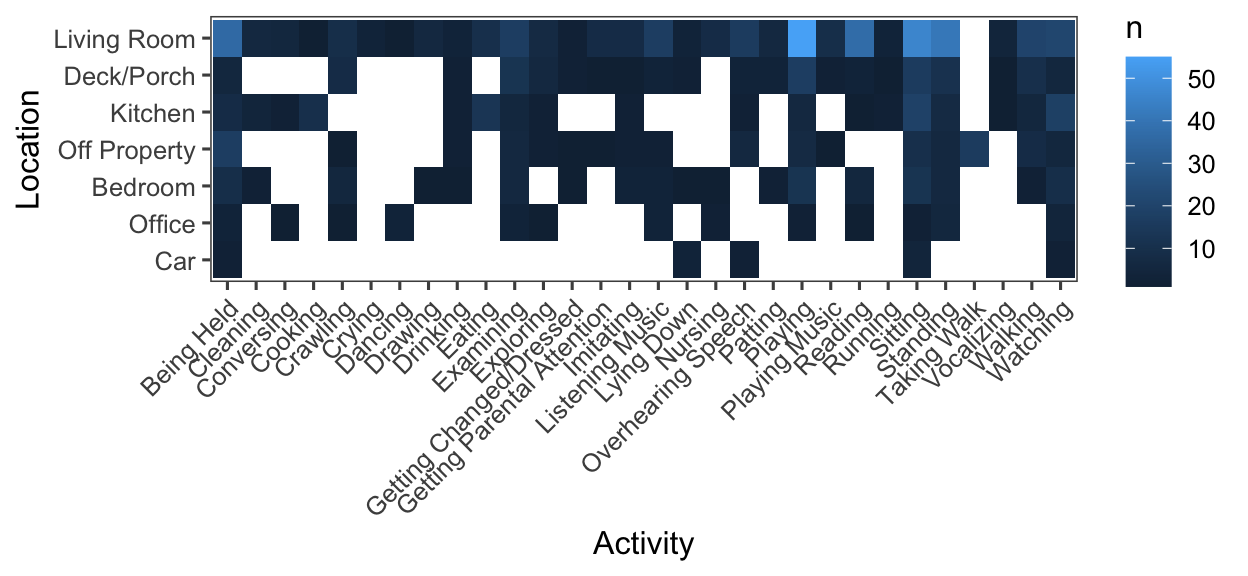 Location
Living Room
Deck/Porch
Kitchen
Off Property
Bedroom
Office
Car
Being Held
Cleaning
Conversing
Cooking
Crawling
Crying
Dancing
Drawing
Drinking
Eating
Examining
Exploring
Getting Changed/Dressed
Getting Parental Attention
Imitating
Listening Music
Lying Down
Nursing
Overhearing Speech
Patting
Playing
Playing Music
Reading
Running
Sitting
Standing
Taking Walk
Vocalizing
Walking
Watching
Activity
n
50
40
30
20
10